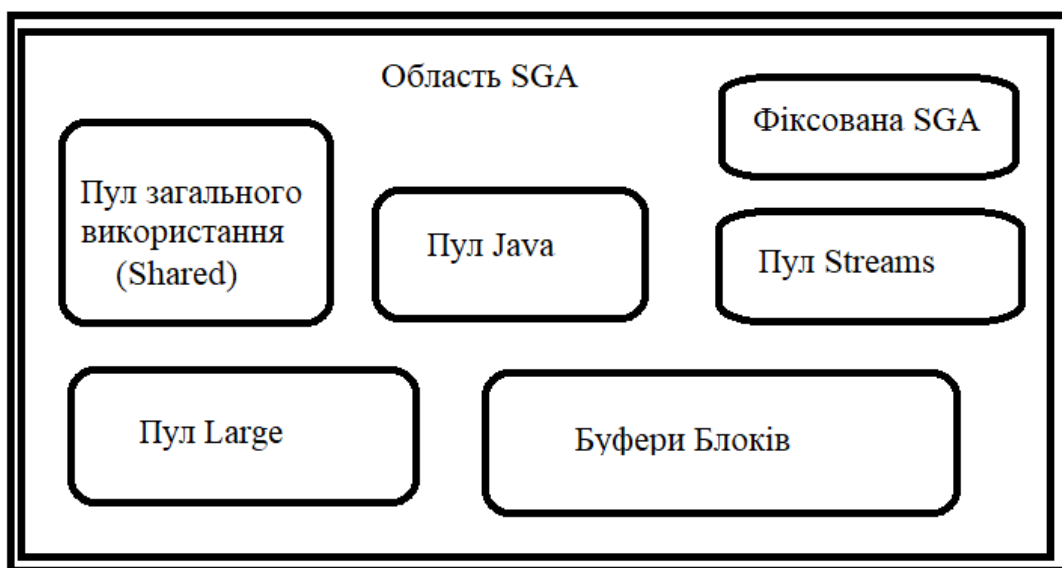 Область SGA
Фіксована SGA
Пул загального
використання
(Shared)
Пул Java
Пул Streams
Пул Large
Буфери Блоків